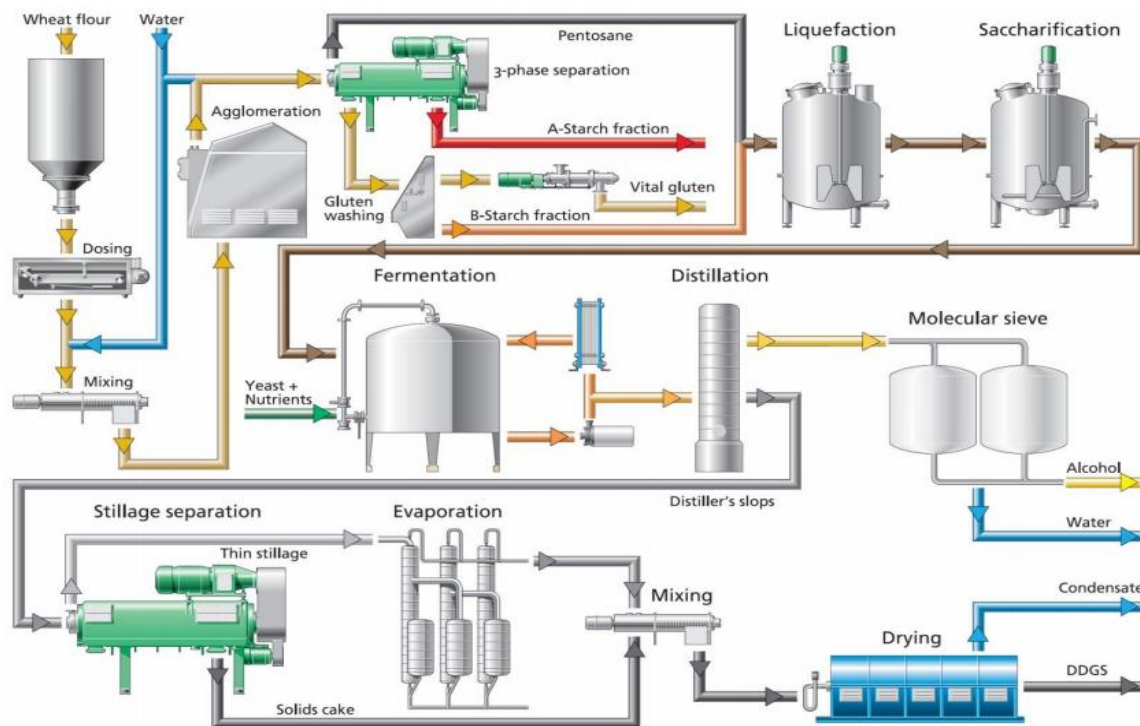 Wheat flour
Water
Pentosane
3-phase separation
Liquefaction
Saccharification
Agglomeration
A-Starch fraction
Gluten
washing
Vital gluten
B-Starch fraction
Dosing
Fermentation
Distillation
Molecular sieve
Mixing
Yeast +
Nutrients
Alcohol
Distiller's slops
Water
Stillage separation
Evaporation
Thin stillage
Condensate
Mixing
Drying
DDGS
Solids cake